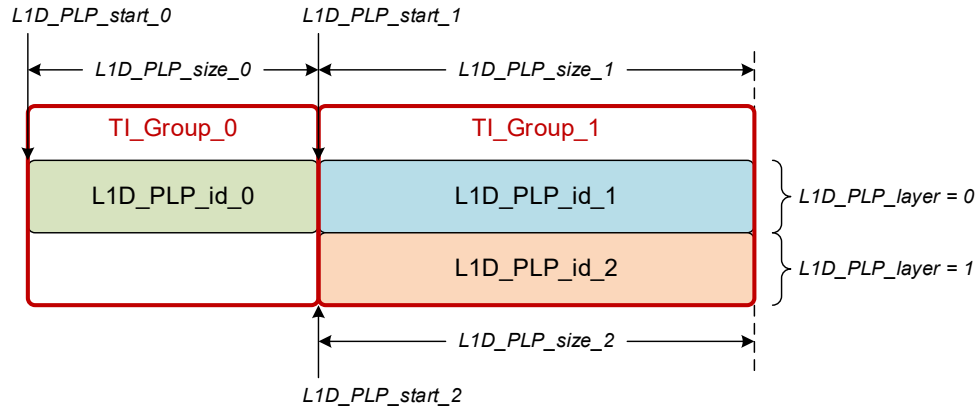 L1D_PLP_start_0
L1D_PLP_start_1
L1D_PLP_size_0
L1D_PLP_size_1
TI_Group_0
TI_Group_1
L1D_PLP_id_0
L1D_PLP_id_1
L1D_PLP_layer = 0
L1D_PLP_id_2
L1D_PLP_layer = 1
L1D_PLP_size_2
L1D_PLP_start_2